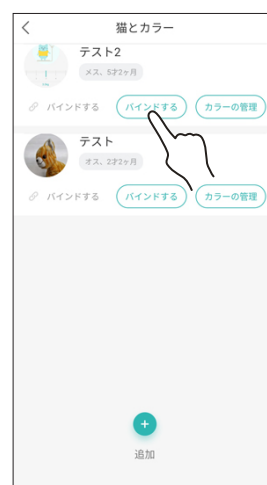 猫とカラー
テスト2
メス、5才2ヶ月
バインドする バインドする カラーの管理
テスト
オス、2才2ヶ月
バインドする バインドする カラーの管理
追加